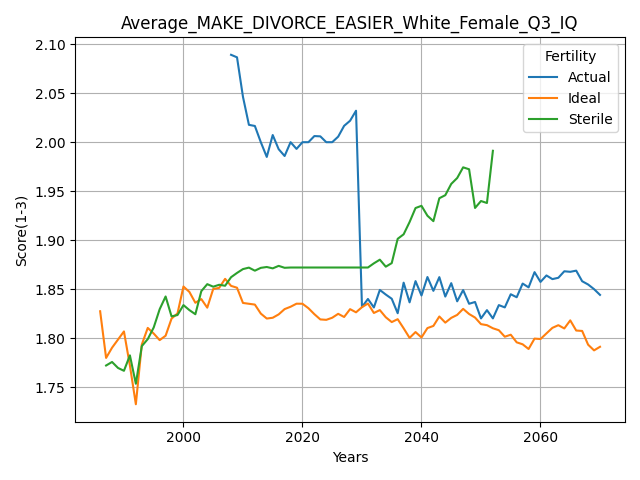 Average_MAKE_DIVORCE_EASIER_White_Female_Q3_IQ
Fertility
Actual
Ideal
Sterile
Score(1-3)
2.10
2.05
2.00
1.95
1.90
1.85
1.80
1.75
2000
2020
2040
2060
Years